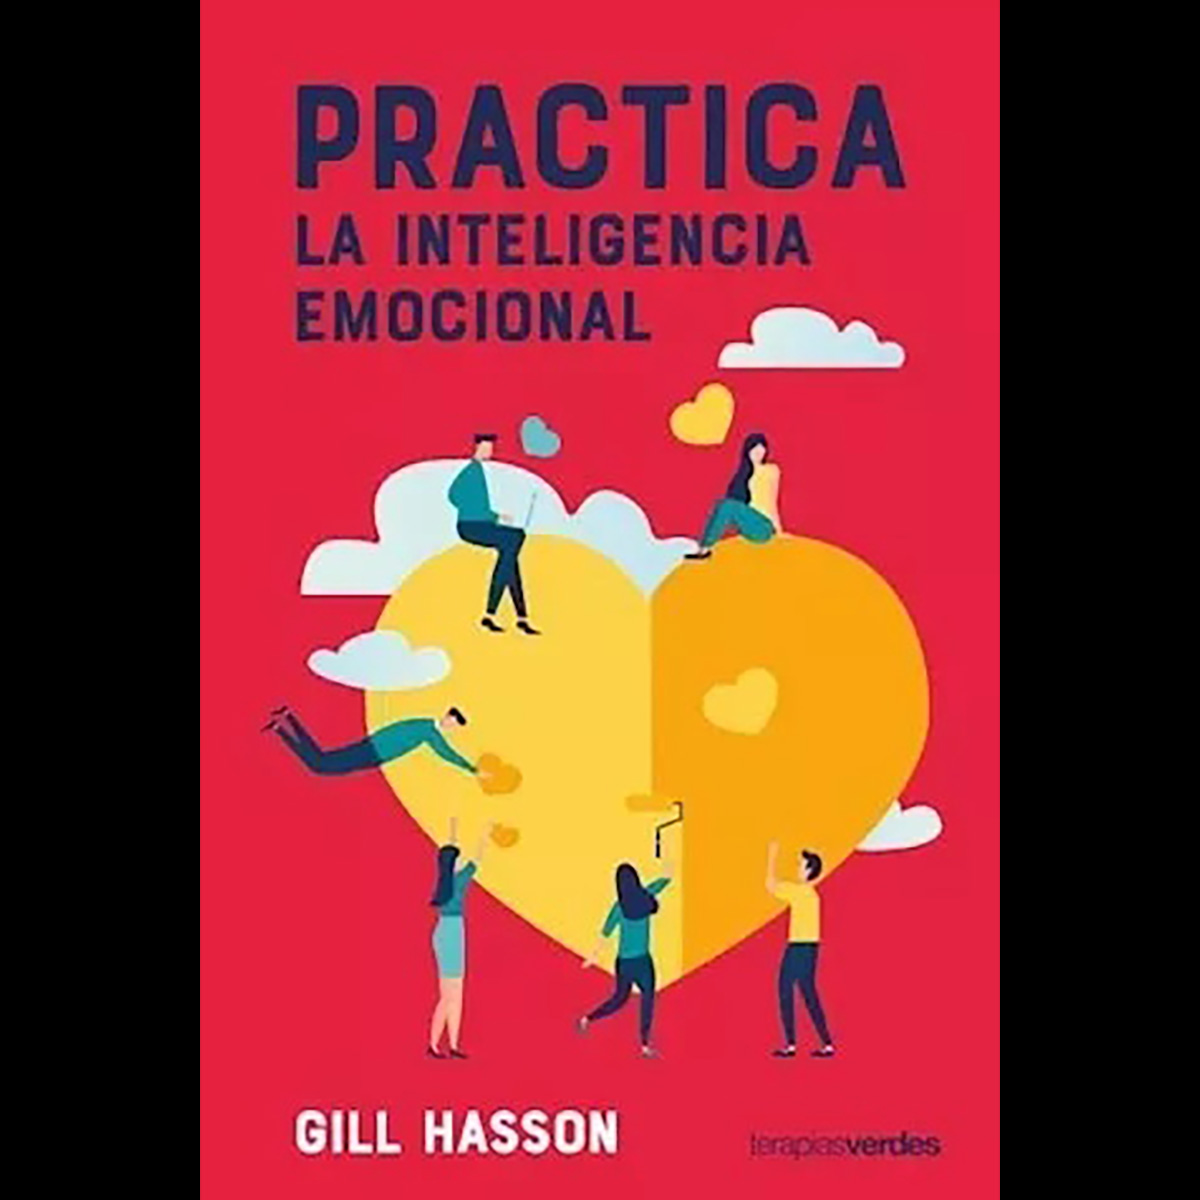 PRACTICA
LA INTELIGENCIA
EMOCIONAL
GILL HASSON
terapiasverdes